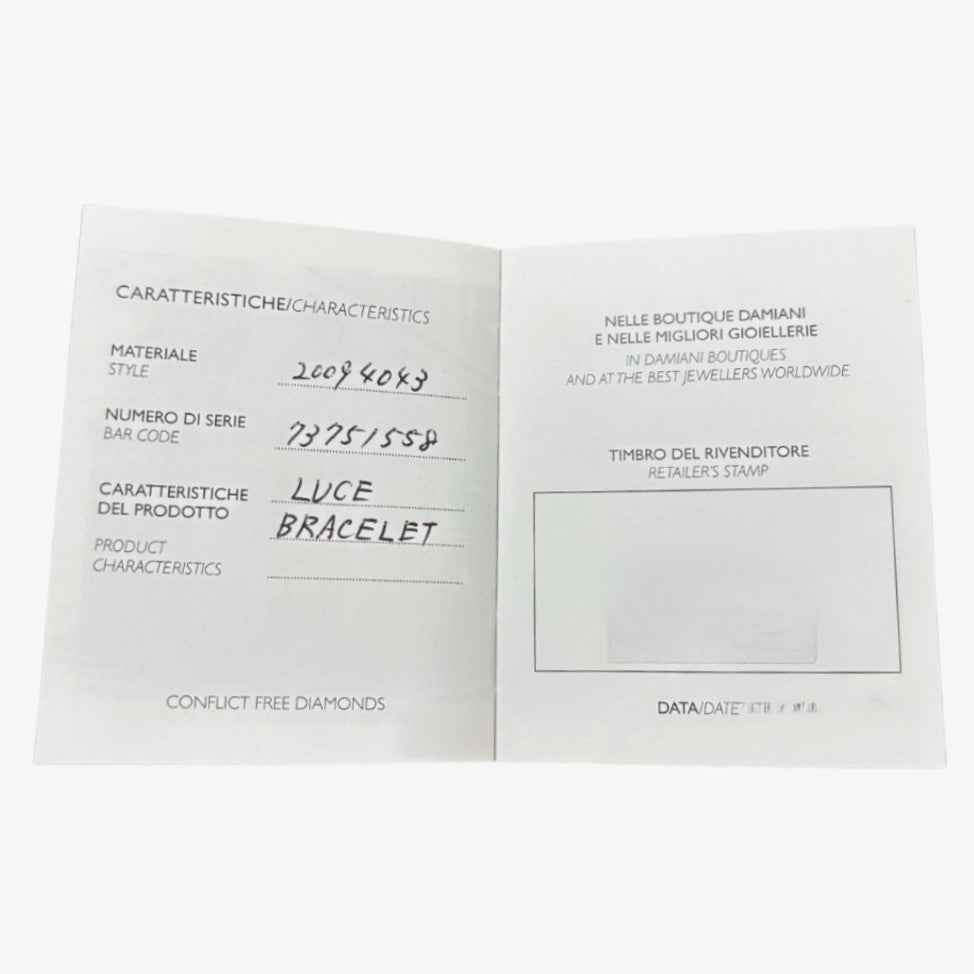 CARATTERISTICHE/CHARACTERISTICS
MATERIALE
STYLE
20094043
NUMERO DI SERIE
BAR CODE
73751558
CARATTERISTICHE
DEL PRODOTTO
LUCE
BRACELET
PRODUCT
CHARACTERISTICS
CONFLICT FREE DIAMONDS
NELLE BOUTIQUE DAMIANI
E NELLE MIGLIORI GIOIELLERIE
IN DAMIANI BOUTIQUES
AND AT THE BEST JEWELLERS WORLDWIDE
TIMBRO DEL RIVENDITORE
RETAILER'S STAMP
DATA/DATE